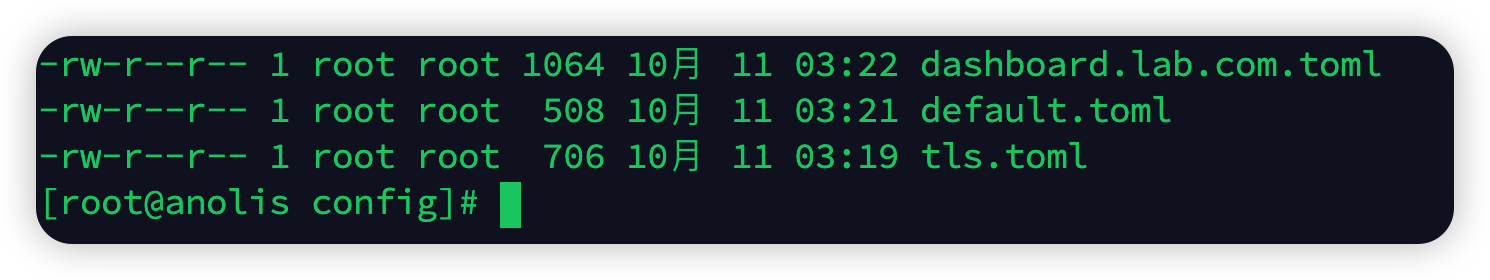 -rw-r--r-- 1 root root 1064 10月  11 03:22 dashboard.lab.com.toml
-rw-r--r-- 1 root root  508 10月  11 03:21 default.toml
-rw-r--r-- 1 root root  706 10月  11 03:19 tls.toml
[root@anolis config]#